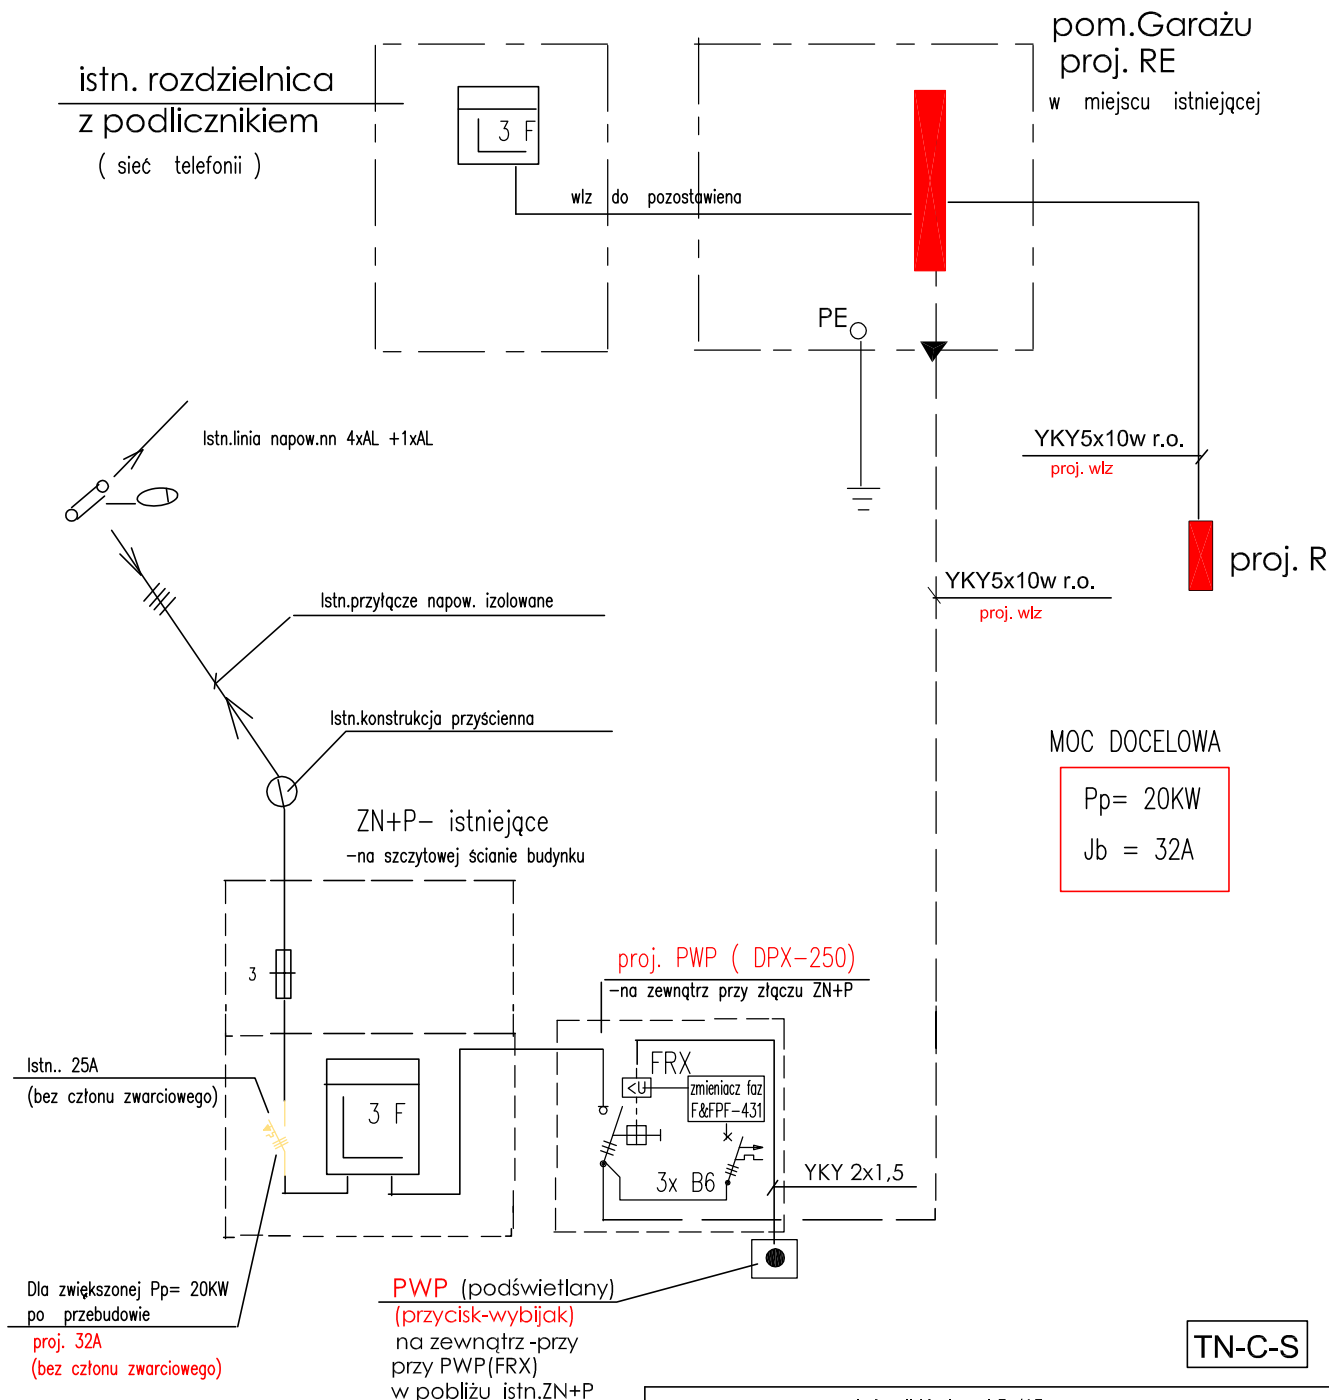 istn. rozdzielnica
z podlicznikiem
( sieć telefonii )
3 F
pom.Garażu
proj. RE
w miejscu istniejącej
wlz do pozostawiena
PE
Istn.linia napow.nn 4xAL +1xAL
YKY5x10w r.o.
proj. wlz
proj. R
YKY5x10w r.o.
proj. wlz
Istn.przyłącze napow. izolowane
Istn.konstrukcja przyścienna
MOC DOCELOWA
Pp= 20KW
Jb = 32A
ZN+P- istniejące
-na szczytowej ścianie budynku
3
proj. PWP ( DPX-250)
-na zewnątrz przy złączu ZN+P
Istn.. 25A
(bez członu zwarciowego)
3 F
FRX
<U
zmieniacz faz
F&FPF-431
3x B6
YKY 2x1,5
Dla zwiększonej Pp= 20KW
po przebudowie
proj. 32A
(bez członu zwarciowego)
PWP (podświetlany)
(przycisk-wybijak)
na zewnątrz -przy
przy PWP(FRX)
w pobliżu istn.ZN+P
TN-C-S